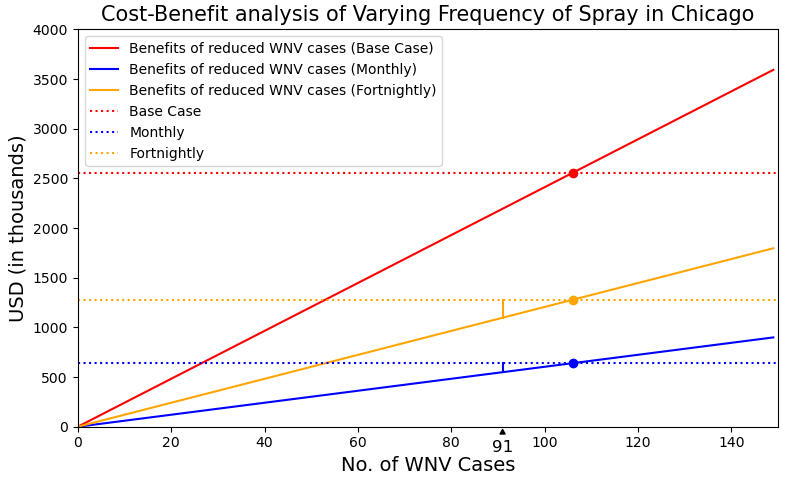 Cost-Benefit analysis of Varying Frequency of Spray in Chicago
4000
3500
3000
2500
2000
1500
1000
500
0
USD (in thousands)
Benefits of reduced WNV cases (Base Case)
Benefits of reduced WNV cases (Monthly)
Benefits of reduced WNV cases (Fortnightly)
Base Case
Monthly
Fortnightly
0 20 40 60 80 100 120 140
91
No. of WNV Cases